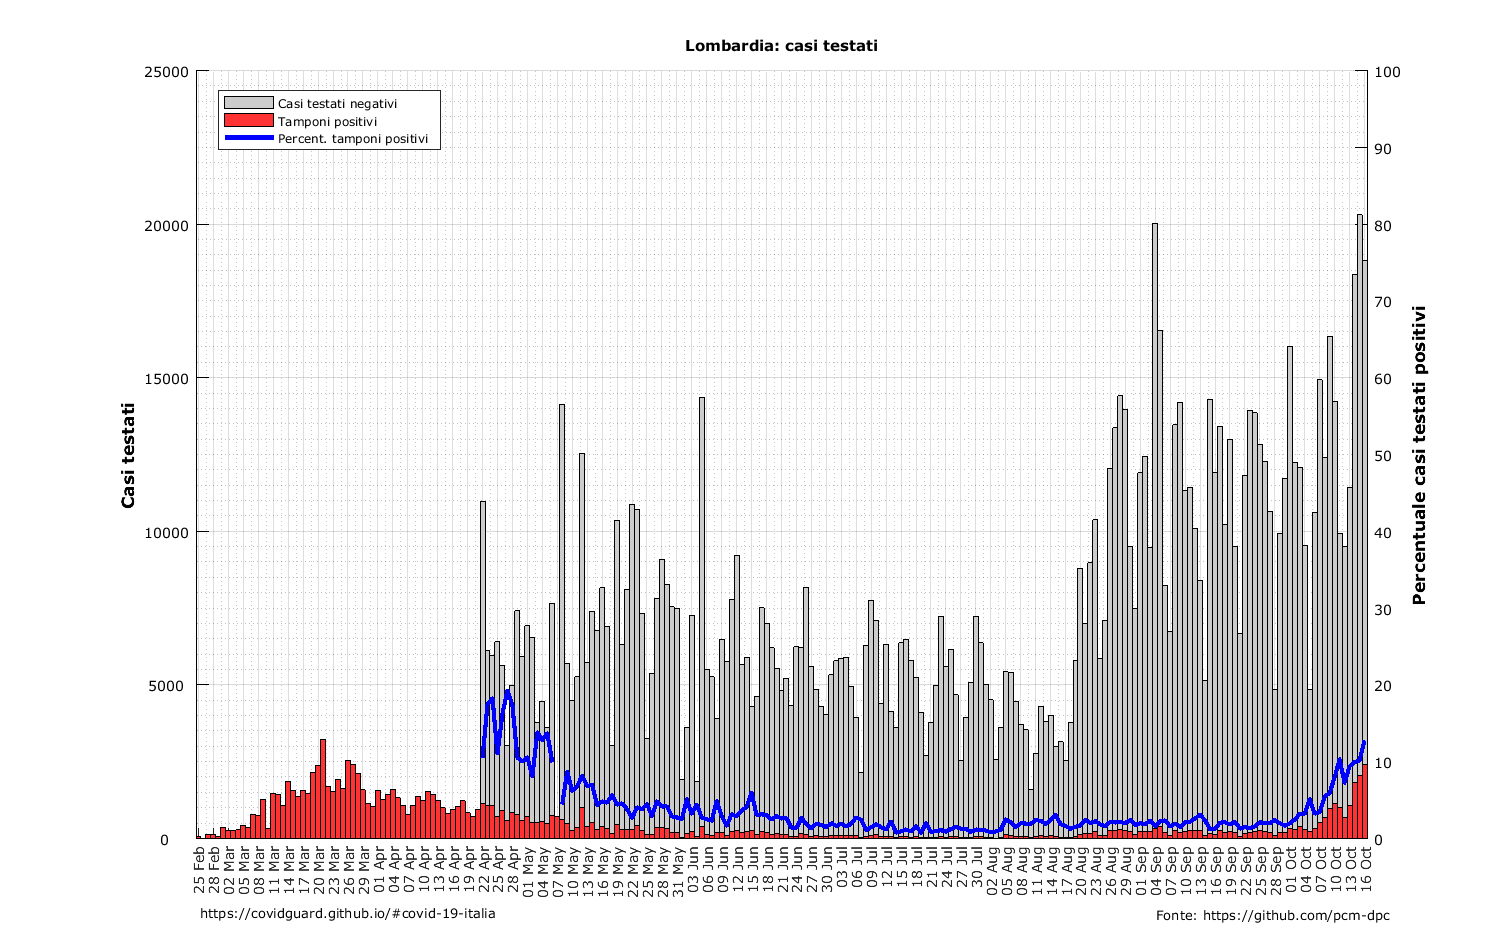 Lombardia: casi testati
25000
20000
15000
10000
5000
0
Casi testati
Casi testati negativi
Tamponi positivi
Percent. tamponi positivi
100
90
80
70
60
50
40
30
20
10
0
Percentuale casi testati positivi
25 Feb
28 Feb
02 Mar
05 Mar
08 Mar
11 Mar
14 Mar
17 Mar
20 Mar
23 Mar
26 Mar
29 Mar
01 Apr
04 Apr
07 Apr
10 Apr
13 Apr
16 Apr
19 Apr
22 Apr
25 Apr
28 Apr
01 May
04 May
07 May
10 May
13 May
16 May
19 May
22 May
25 May
28 May
31 May
03 Jun
06 Jun
09 Jun
12 Jun
15 Jun
18 Jun
21 Jun
24 Jun
27 Jun
30 Jun
03 Jul
06 Jul
09 Jul
12 Jul
15 Jul
18 Jul
21 Jul
24 Jul
27 Jul
30 Jul
02 Aug
05 Aug
08 Aug
11 Aug
14 Aug
17 Aug
20 Aug
23 Aug
26 Aug
29 Aug
01 Sep
04 Sep
07 Sep
10 Sep
13 Sep
16 Sep
19 Sep
22 Sep
25 Sep
28 Sep
01 Oct
04 Oct
07 Oct
10 Oct
13 Oct
16 Oct
https://covidguard.github.io/#covid-19-italia
Fonte: https://github.com/pcm-dpc